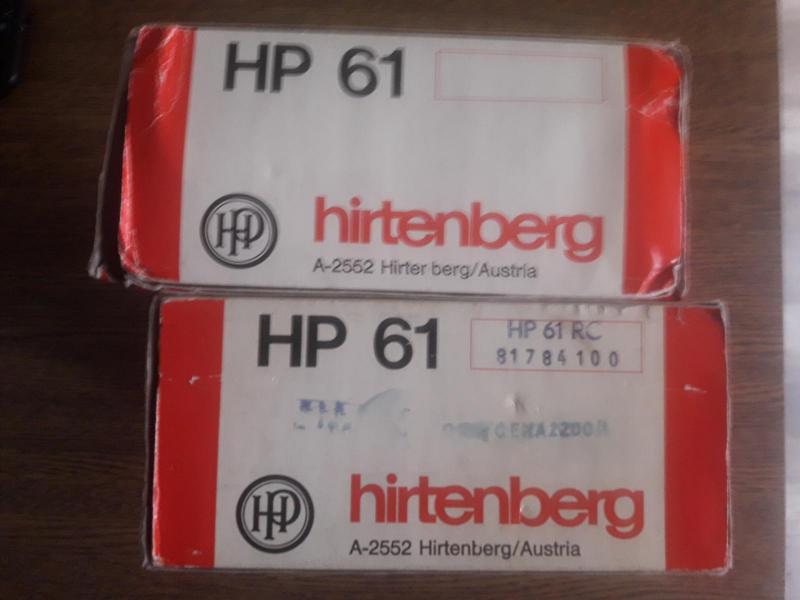 HP 61
HP
hirtenberg
A-2552 Hirter berg/Austria
HP 61
HP 61 RC
81784100
HP
hirtenberg
A-2552 Hirtenberg/Austria